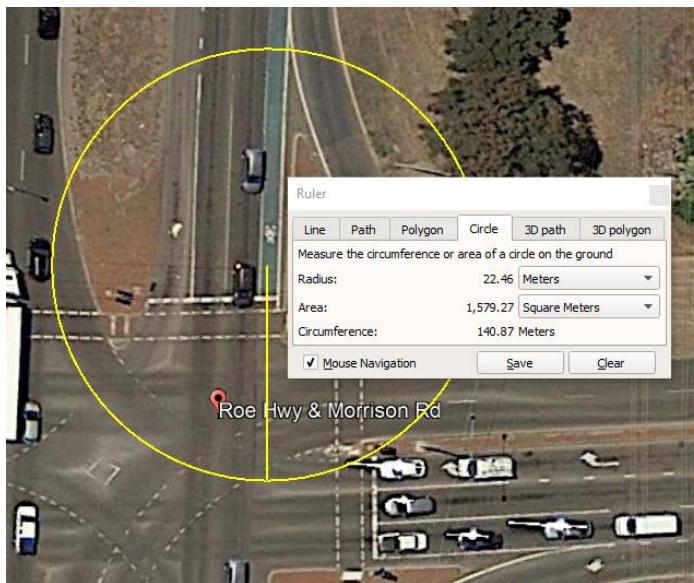 Ruler
Line Path Polygon Circle 3D path 3D polygon
Measure the circumference or area of a circle on the ground
Radius: 22.46 Meters
Area: 1,579.27 Square Meters
Circumference: 140.87 Meters
Mouse Navigation Save Clear
Roe Hwy & Morrison Rd